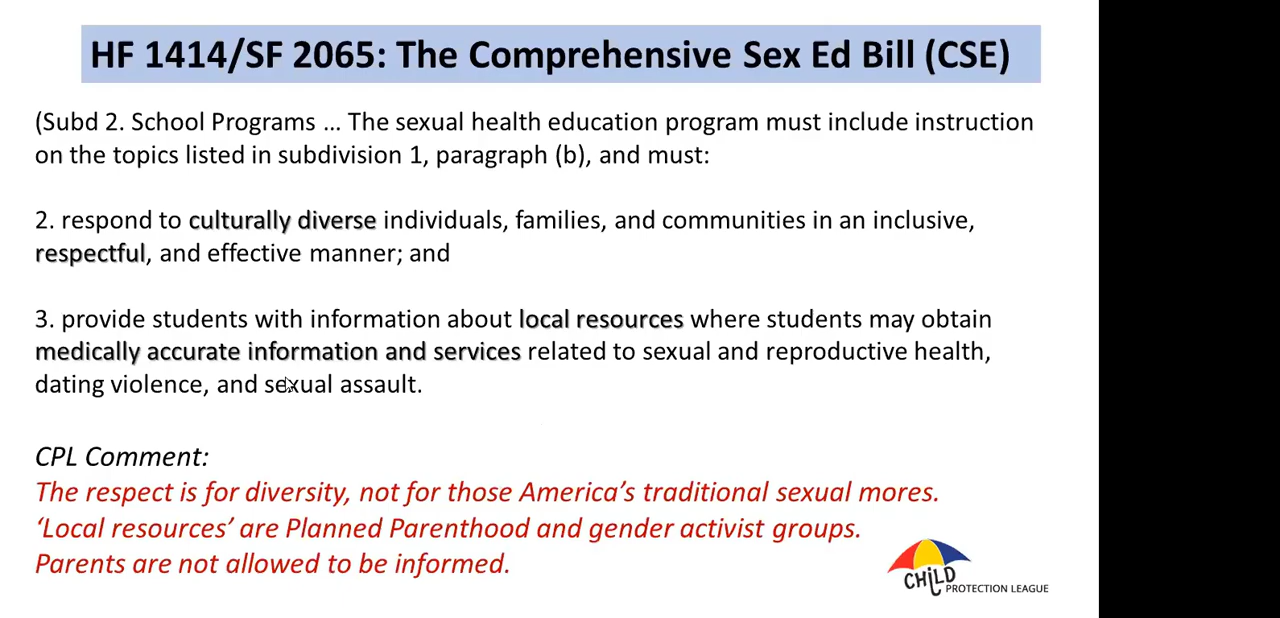 HF 1414/SF 2065: The Comprehensive Sex Ed Bill (CSE)
(Subd 2. School Programs … The sexual health education program must include instruction
on the topics listed in subdivision 1, paragraph (b), and must:
2. respond to culturally diverse individuals, families, and communities in an inclusive,
respectful, and effective manner; and
3. provide students with information about local resources where students may obtain
medically accurate information and services related to sexual and reproductive health,
dating violence, and sexual assault.
CPL Comment:
The respect is for diversity, not for those America’s traditional sexual mores.
‘Local resources’ are Planned Parenthood and gender activist groups.
Parents are not allowed to be informed.
CHiLD
PROTECTION LEAGUE